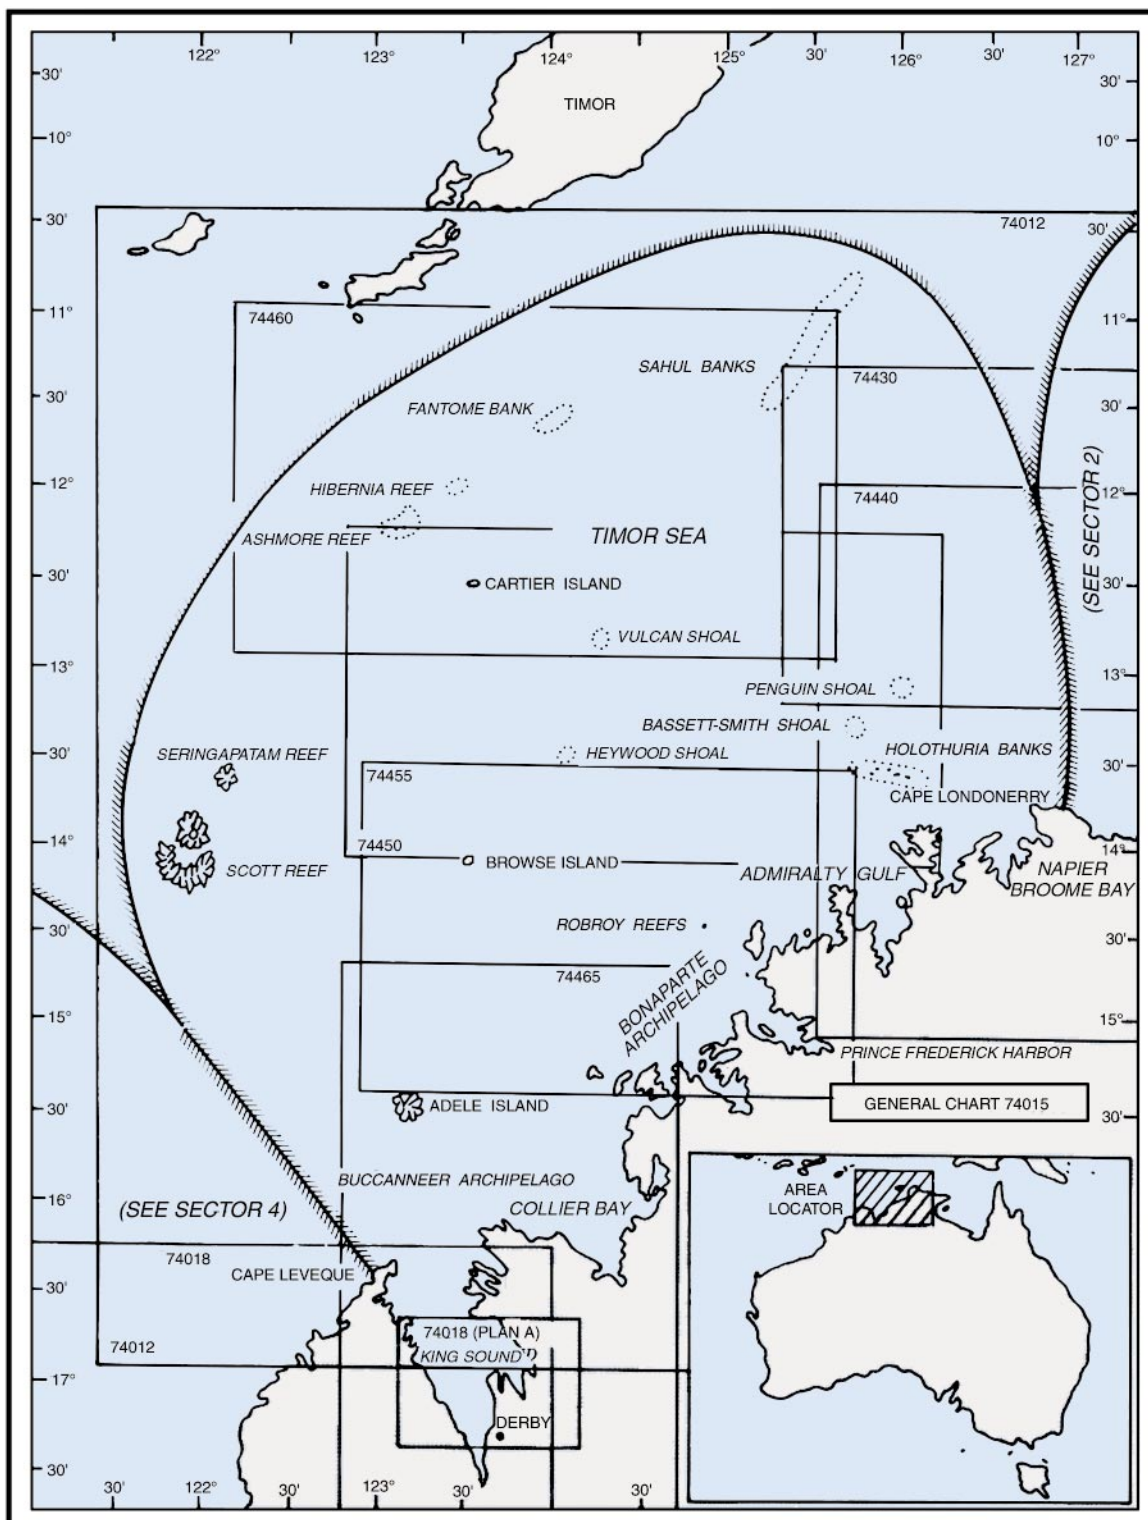 122°
123°
124°
125°
30'
126°
30'
127°
30'
30'
TIMOR
10°
10°
30'
74012
30'
11°
74460
11°
SAHUL BANKS
74430
30'
FANTOME BANK
30'
(SEE SECTOR 2)
12°
HIBERNIA REEF
74440
12°
ASHMORE REEF
TIMOR SEA
30'
CARTIER ISLAND
30'
VULCAN SHOAL
13°
PENGUIN SHOAL
13°
BASSETT-SMITH SHOAL
30'
SERINGAPATAM REEF
HEYWOOD SHOAL
HOLOTHURIA BANKS
30'
74455
CAPE LONDONERRY
14°
74450
BROWSE ISLAND
14°
SCOTT REEF
ADMIRALTY GULF
NAPIER
BROOME BAY
30'
ROBROY REEFS
30'
74465
BONAPARTE
ARCHIPELAGO
15°
15°
PRINCE FREDERICK HARBOR
30'
ADELE ISLAND
GENERAL CHART 74015
30'
BUCCANEER ARCHIPELAGO
16°
(SEE SECTOR 4)
COLLIER BAY
AREA
LOCATOR
74018
CAPE LEVEQUE
30'
74018 (PLAN A)
74012
KING SOUND
17°
DERBY
30'
30'
122°
30'
123°
30'
30'